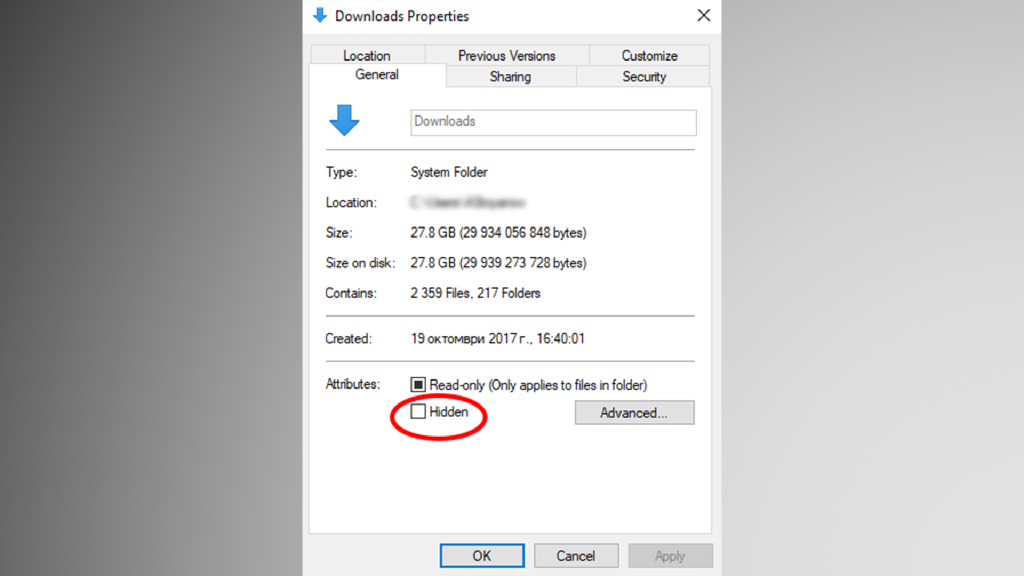 Downloads Properties
Location Previous Versions Customize
General Sharing Security
Downloads
Type: System Folder
Location:
Size: 27.8 GB (29 934 056 848 bytes)
Size on disk: 27.8 GB (29 939 273 728 bytes)
Contains: 2 359 Files, 217 Folders
Created: 19 октомври 2017 г., 16:40:01
Attributes: Read-only (Only applies to files in folder)
Hidden Advanced...
OK Cancel Apply